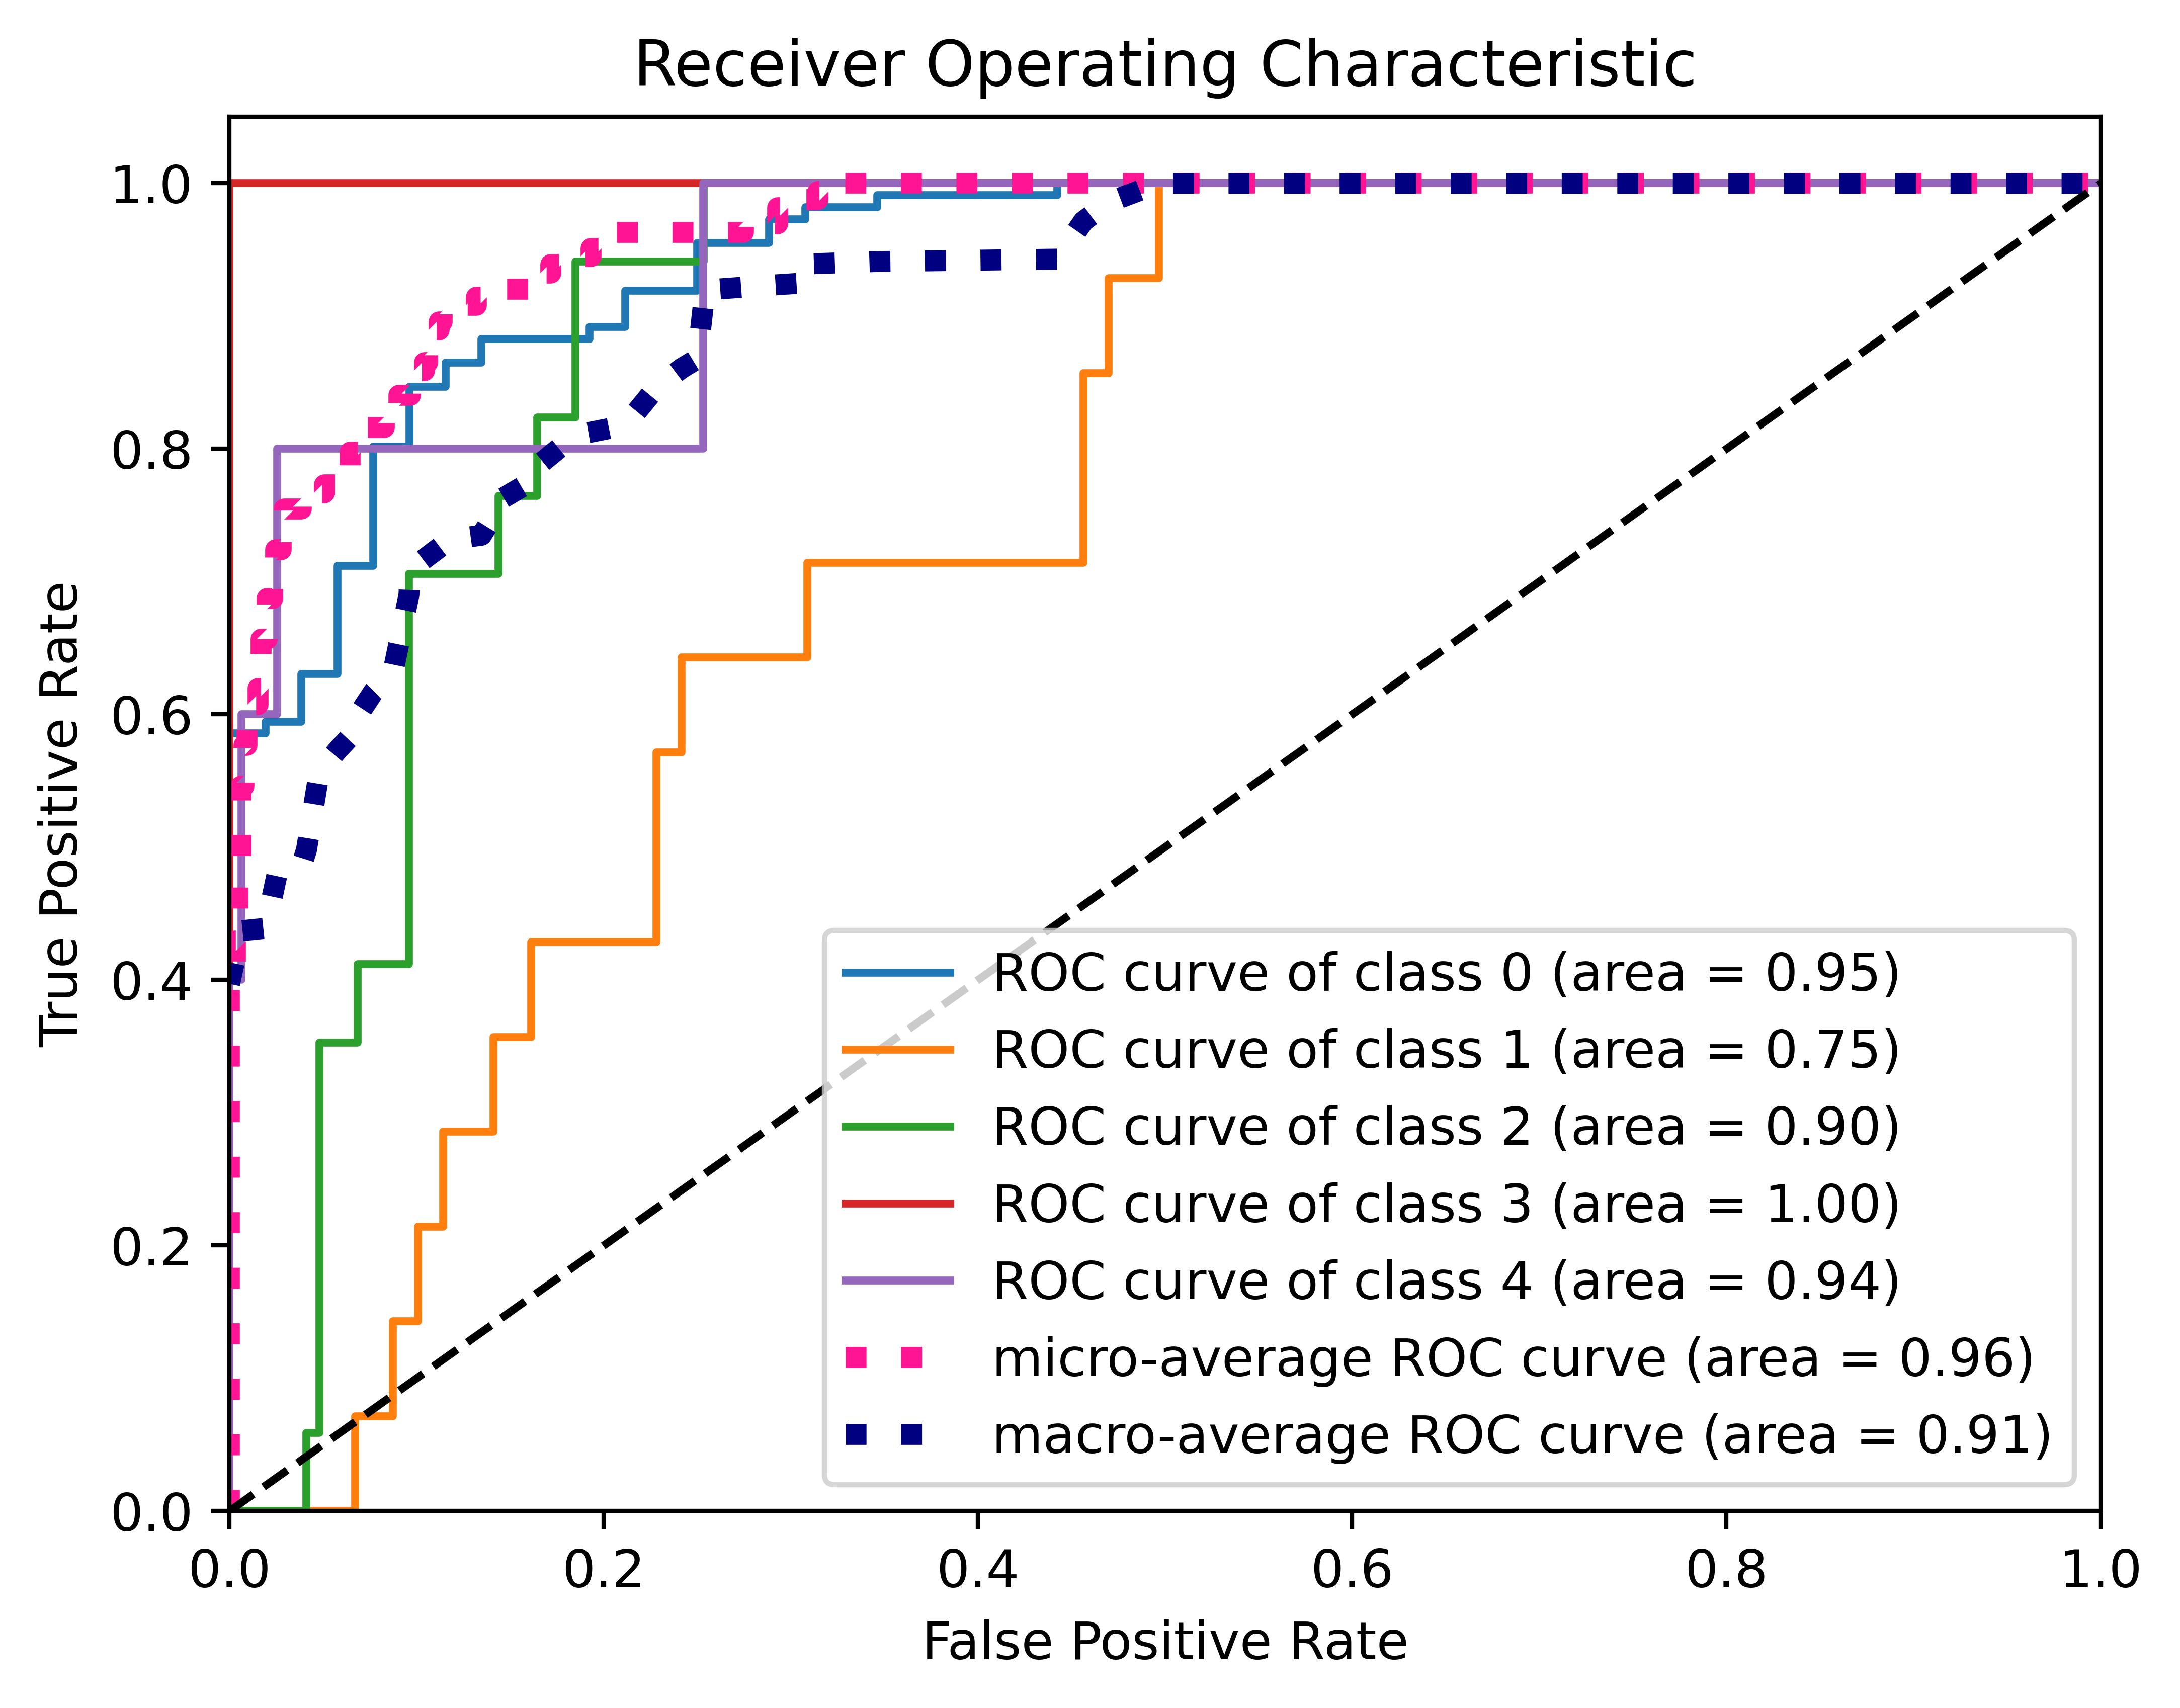 Receiver Operating Characteristic
True Positive Rate
1.0
0.8
0.6
0.4
0.2
0.0
ROC curve of class 0 (area = 0.95)
ROC curve of class 1 (area = 0.75)
ROC curve of class 2 (area = 0.90)
ROC curve of class 3 (area = 1.00)
ROC curve of class 4 (area = 0.94)
micro-average ROC curve (area = 0.96)
macro-average ROC curve (area = 0.91)
0.0 0.2 0.4 0.6 0.8 1.0
False Positive Rate